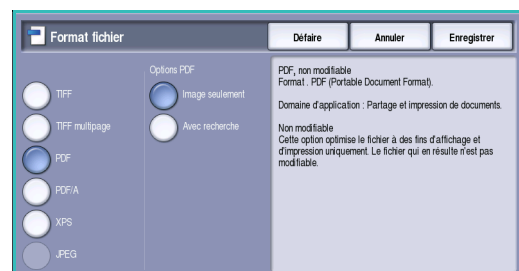 Format fichier
Défaire
Annuler
Enregistrer
TIFF
TIFF multipage
PDF
PDF/A
XPS
JPEG
Options PDF
Image seulement
Avec recherche
PDF, non modifiable
Format . PDF (Portable Document Format).
Domaine d'application : Partage et impression de documents.
Non modifiable
Cette option optimise le fichier à des fins d'affichage et
d'impression uniquement. Le fichier qui en résulte n'est pas
modifiable.